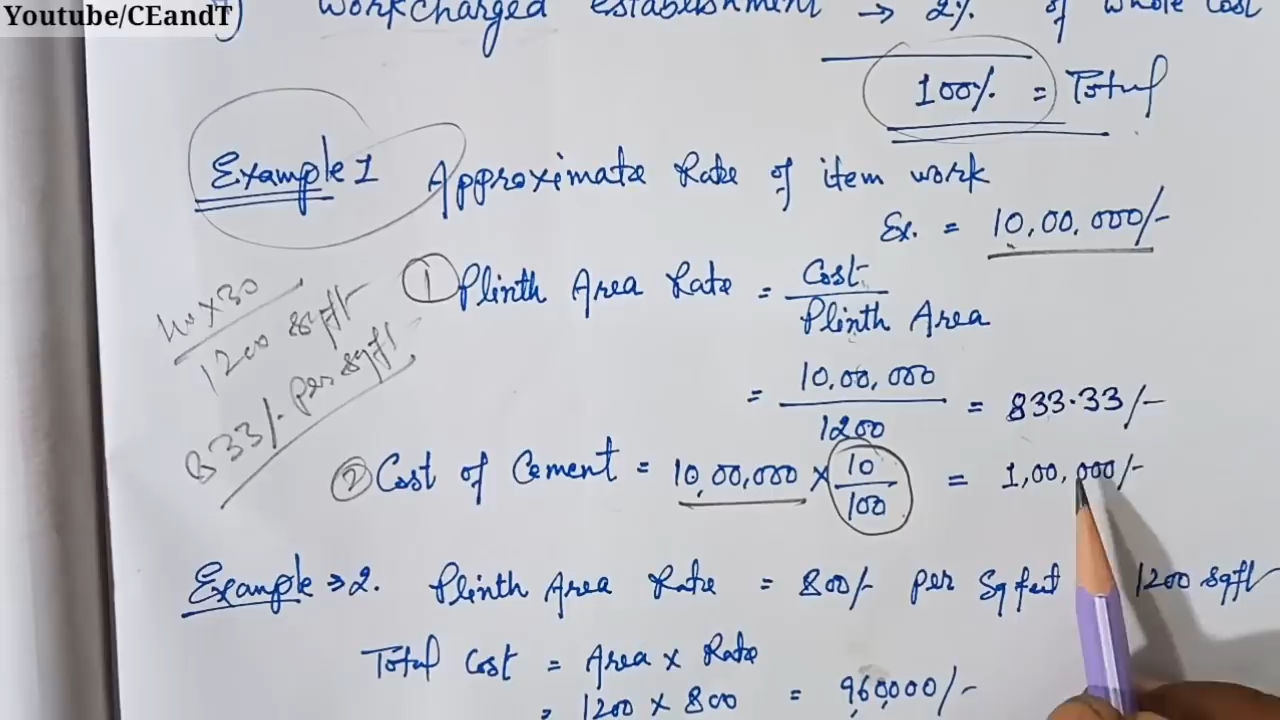 Youtube/CEandT
Workcharged establishment → 2% of whole cost
100% = Total
Example 1 Approximate Rate of item work
Ex. = 10,00,000/-
① Plinth Area Rate = Cost
Plinth Area
40x30
1200 sqft
833/- per sqft
= 10,00,000
1200
= 833.33/-
② Cost of Cement = 10,00,000 × 10
100
= 1,00,000/-
Example ⇒ 2. Plinth Area Rate = 800/- per Sq feet 1200 sqft
Total Cost = Area x Rate
= 1200 x 800 = 960000/-